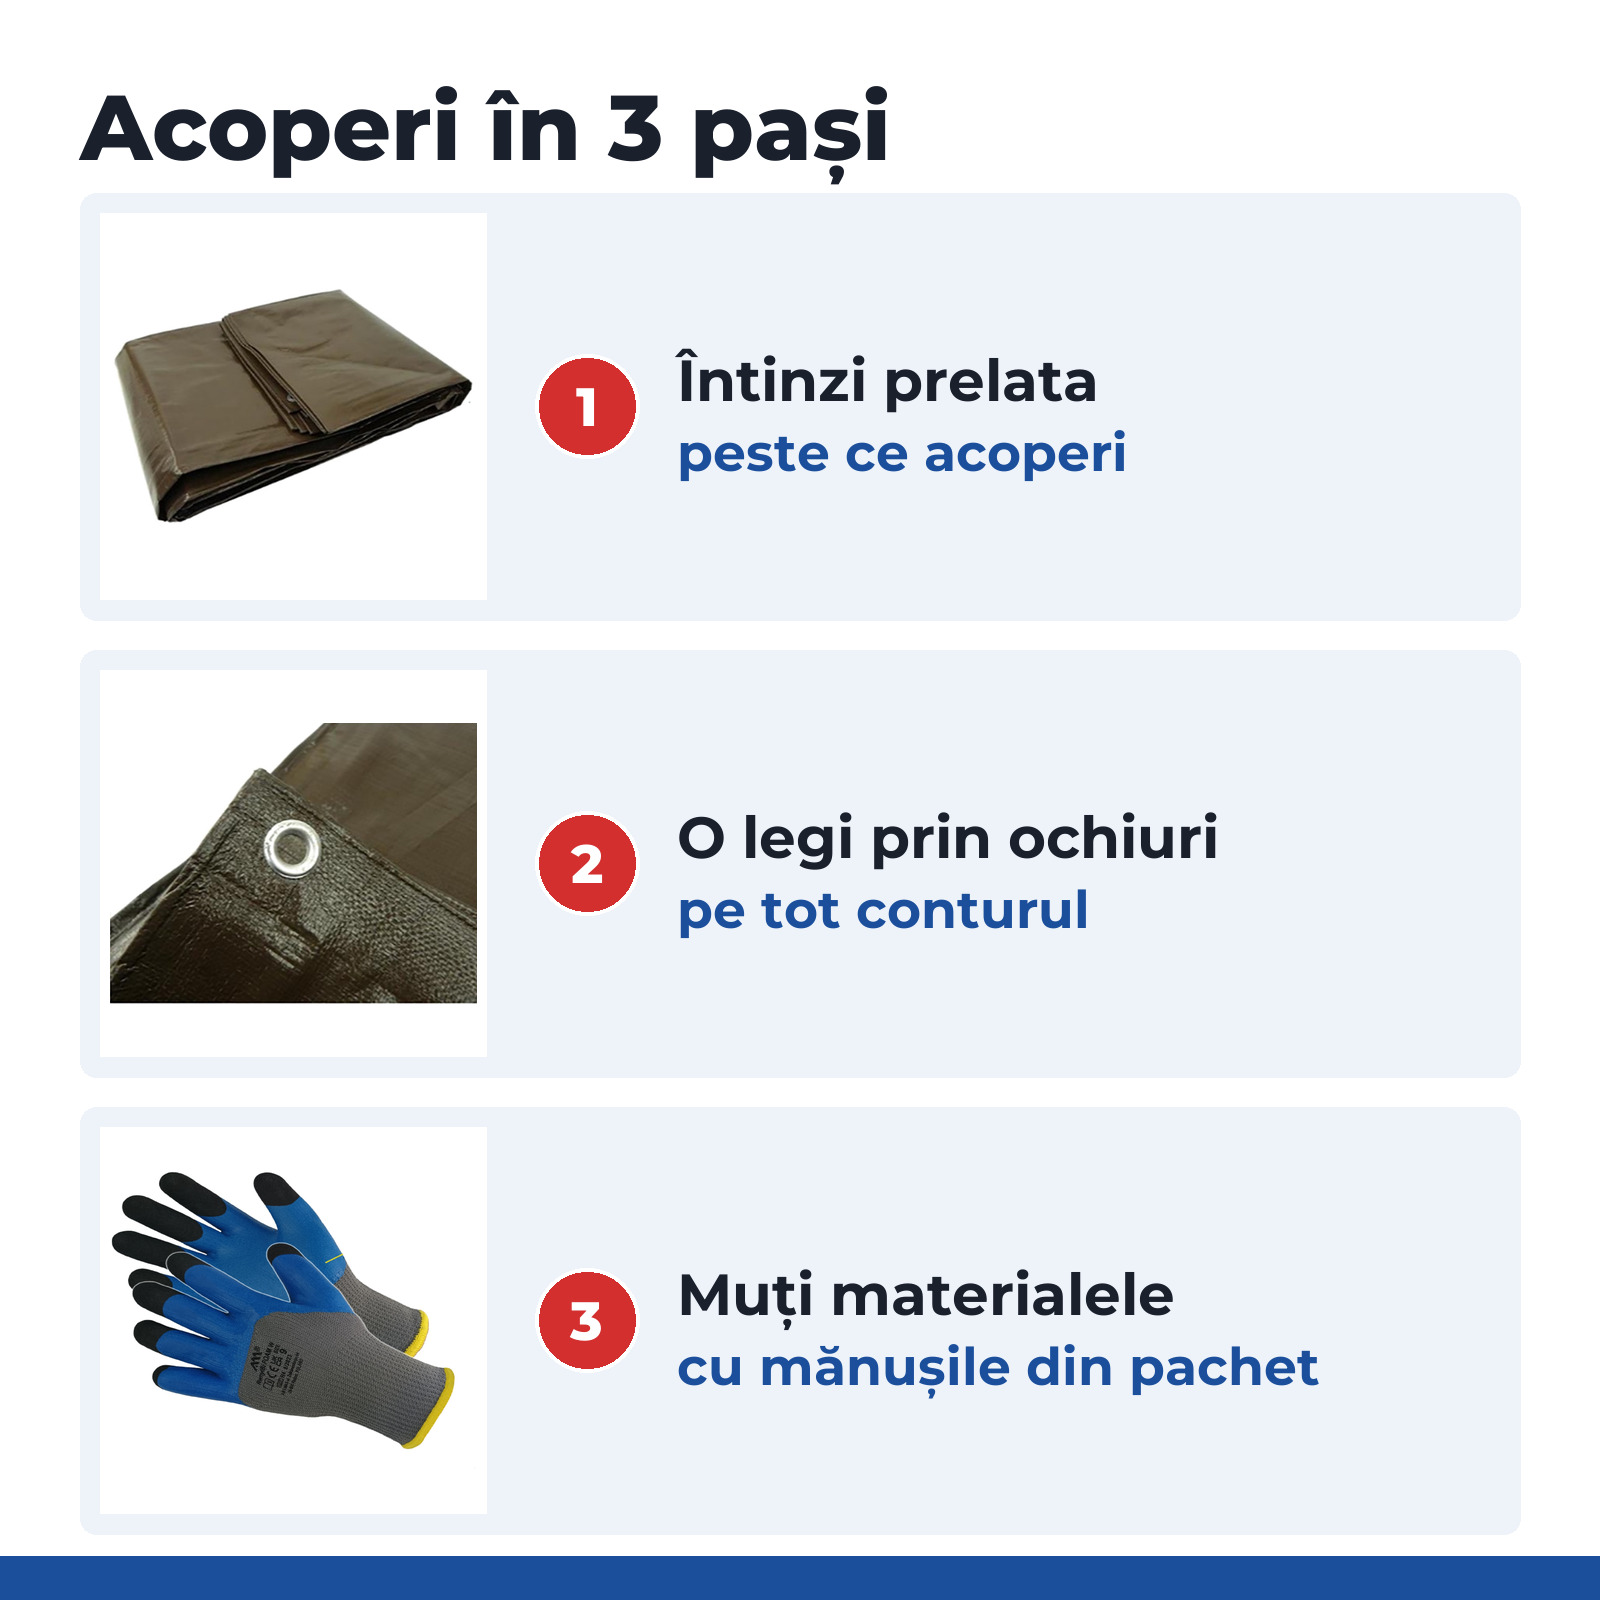 Acoperi în 3 pași
1
Întinzi prelata
peste ce acoperi
2
O legi prin ochiuri
pe tot conturul
3
Muți materialele
cu mănușile din pachet